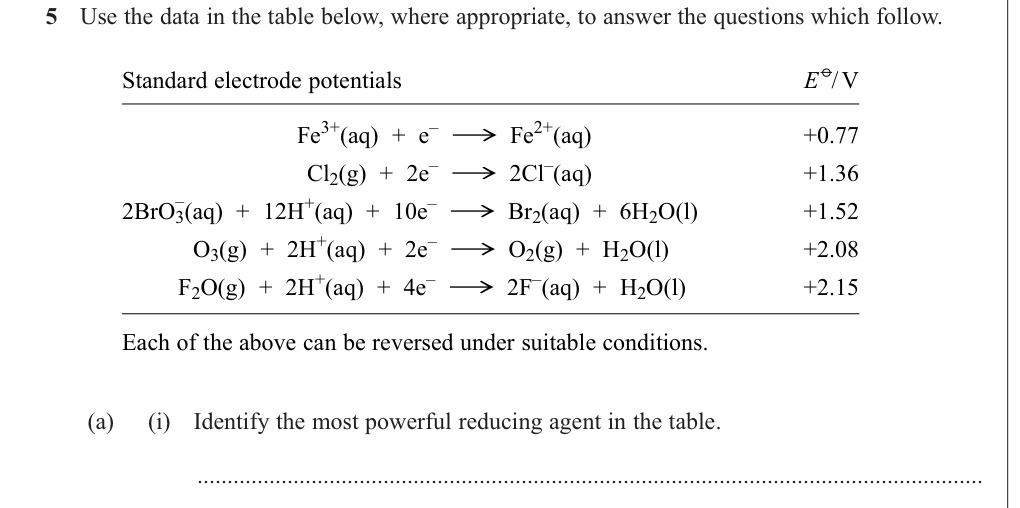 5 Use the data in the table below, where appropriate, to answer the questions which follow.
Standard electrode potentials E⦵/V
Fe³⁺(aq) + e⁻ ⟶ Fe²⁺(aq) +0.77
Cl₂(g) + 2e⁻ ⟶ 2Cl⁻(aq) +1.36
2BrO₃⁻(aq) + 12H⁺(aq) + 10e⁻ ⟶ Br₂(aq) + 6H₂O(l) +1.52
O₃(g) + 2H⁺(aq) + 2e⁻ ⟶ O₂(g) + H₂O(l) +2.08
F₂O(g) + 2H⁺(aq) + 4e⁻ ⟶ 2F⁻(aq) + H₂O(l) +2.15
Each of the above can be reversed under suitable conditions.
(a) (i) Identify the most powerful reducing agent in the table.